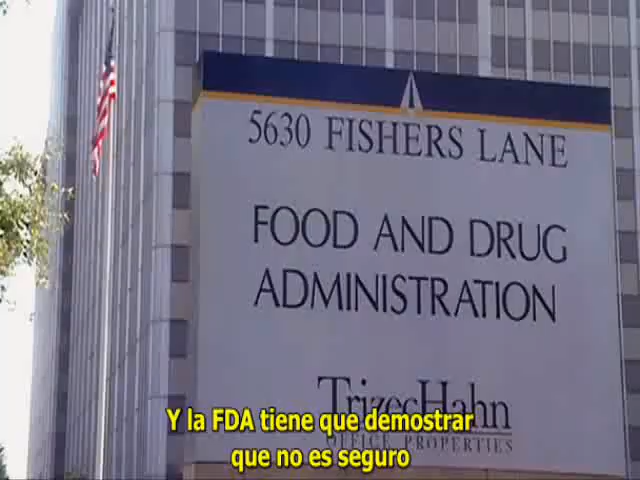 5630 FISHERS LANE
FOOD AND DRUG
ADMINISTRATION
TrizecHahn
OFFICE PROPERTIES
Y la FDA tiene que demostrar
que no es seguro